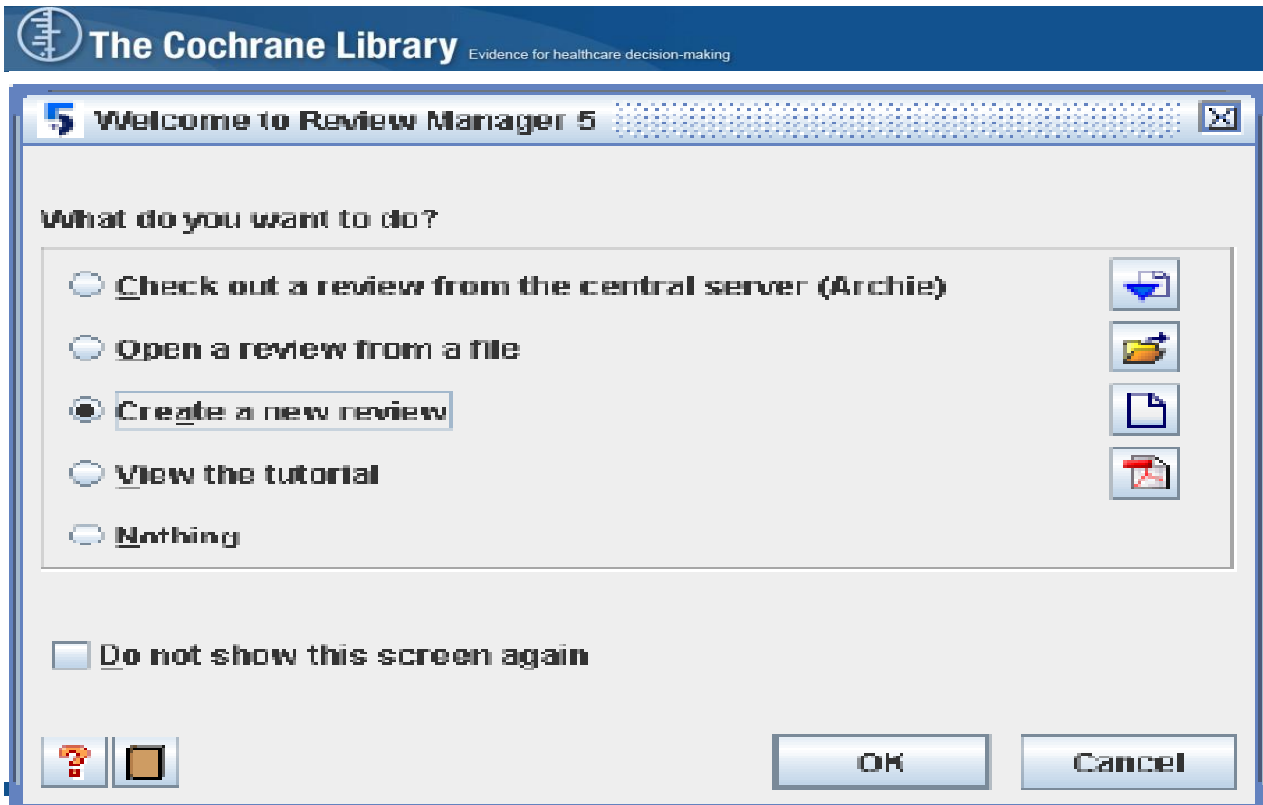 The Cochrane Library Evidence for healthcare decision-making
5 Welcome to Review Manager 5
What do you want to do?
Check out a review from the central server (Archie)
Open a review from a file
Create a new review
View the tutorial
Nothing
Do not show this screen again
?
OK Cancel